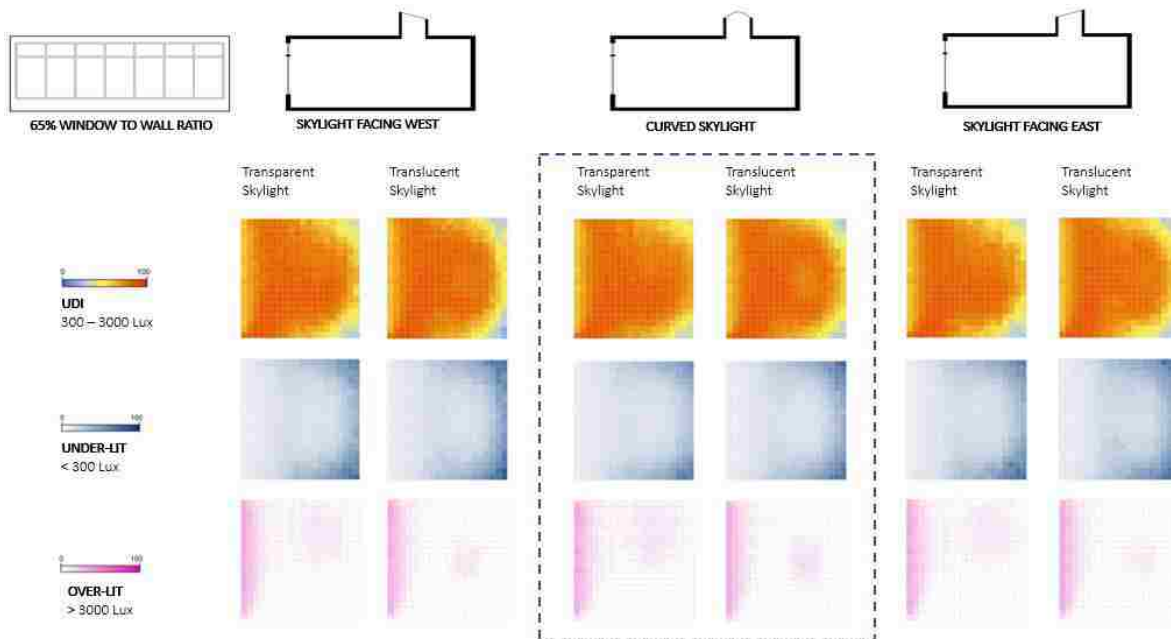 65% WINDOW TO WALL RATIO
SKYLIGHT FACING WEST
CURVED SKYLIGHT
SKYLIGHT FACING EAST
Transparent
Skylight
Translucent
Skylight
Transparent
Skylight
Translucent
Skylight
Transparent
Skylight
Translucent
Skylight
0 100
UDI
300 – 3000 Lux
0 100
UNDER-LIT
< 300 Lux
0 100
OVER-LIT
> 3000 Lux